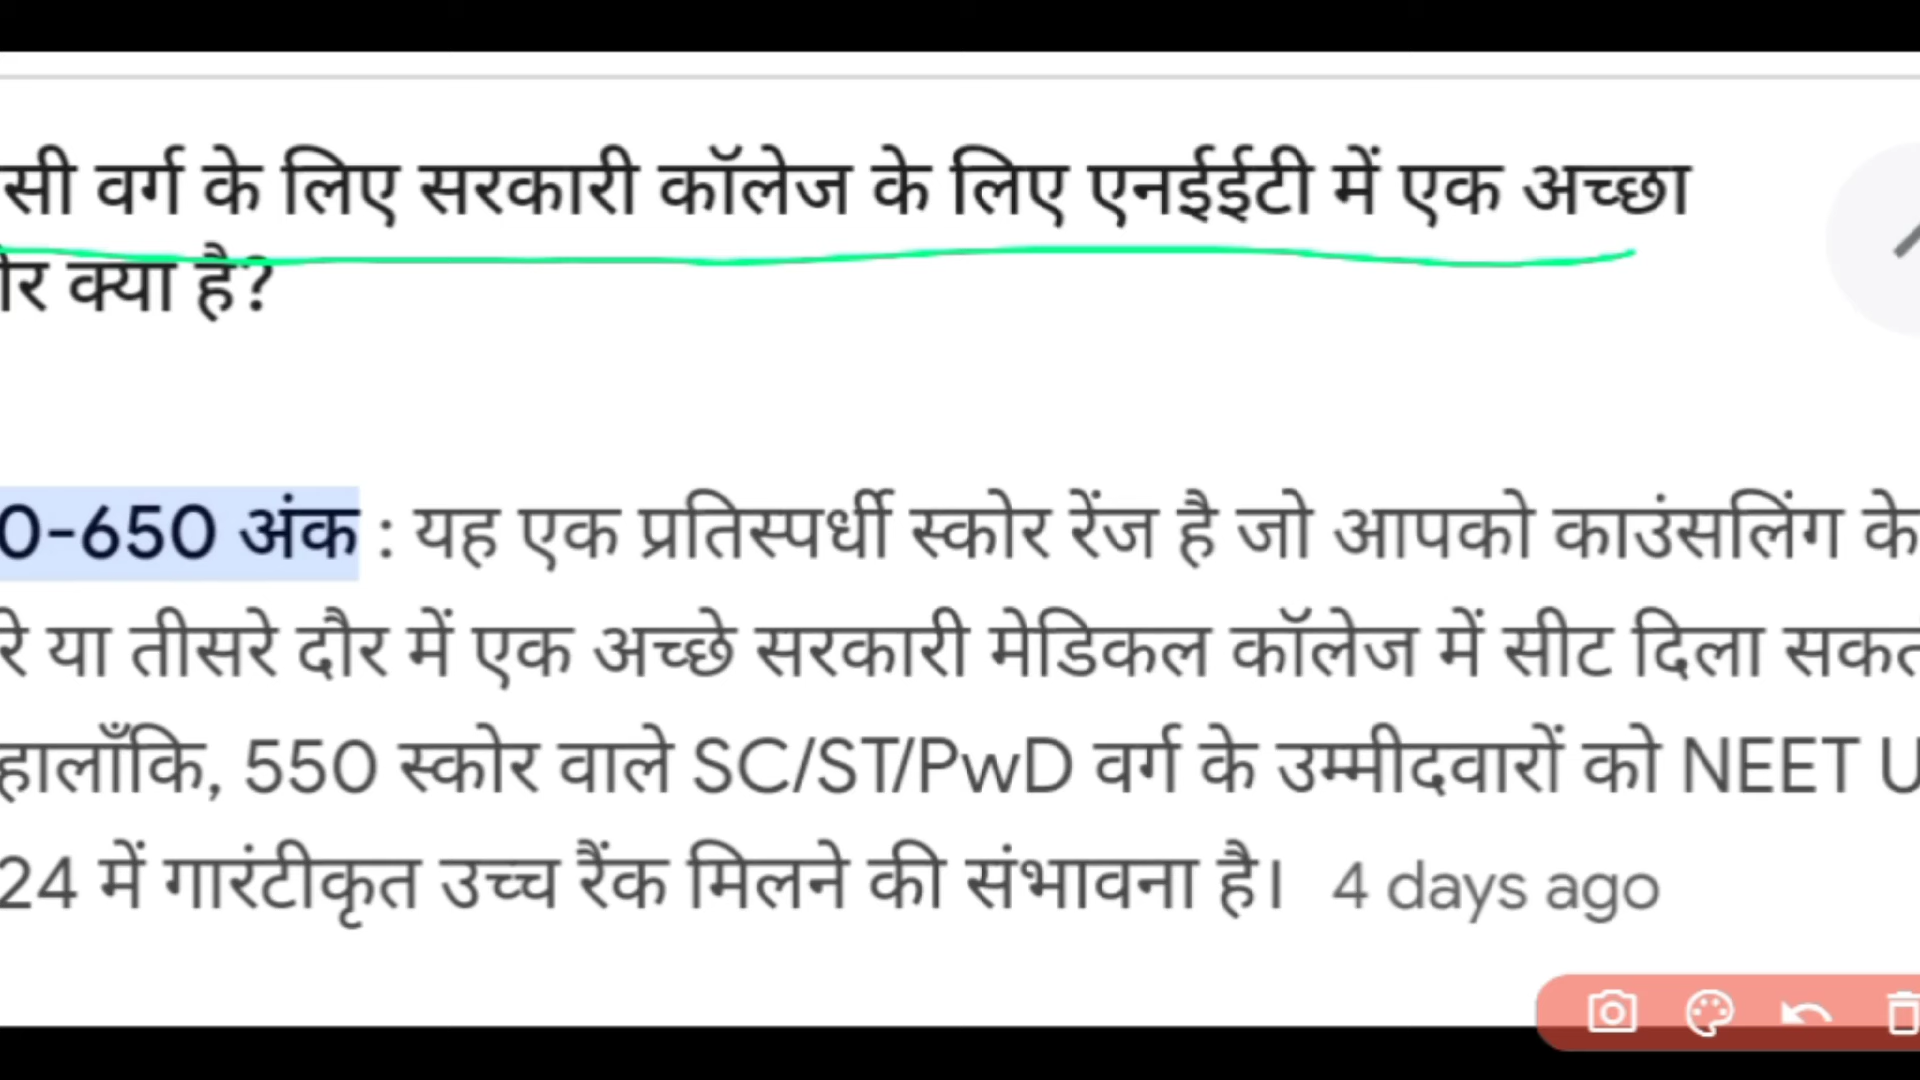 सी वर्ग के लिए सरकारी कॉलेज के लिए एनईईटी में एक अच्छा
क्या है?
0-650 अंक : यह एक प्रतिस्पर्धी स्कोर रेंज है जो आपको काउंसलिंग के
रे या तीसरे दौर में एक अच्छे सरकारी मेडिकल कॉलेज में सीट दिला सकत
हालाँकि, 550 स्कोर वाले SC/ST/PwD वर्ग के उम्मीदवारों को NEET U
24 में गारंटीकृत उच्च रैंक मिलने की संभावना है। 4 days ago